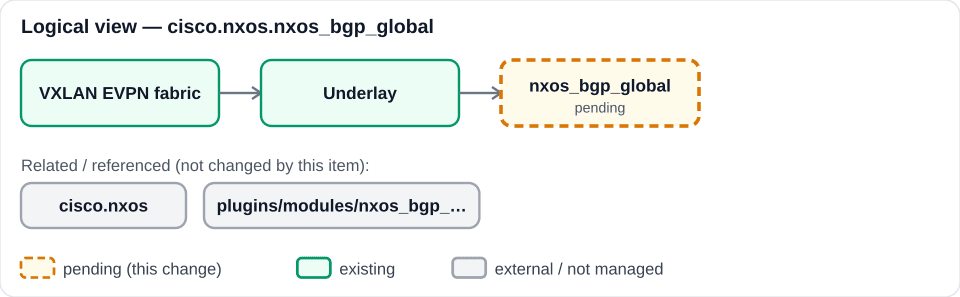 Logical view — cisco.nxos.nxos_bgp_global
VXLAN EVPN fabric
Underlay
nxos_bgp_global
pending
Related / referenced (not changed by this item):
cisco.nxos
plugins/modules/nxos_bgp_…
pending (this change)
existing
external / not managed